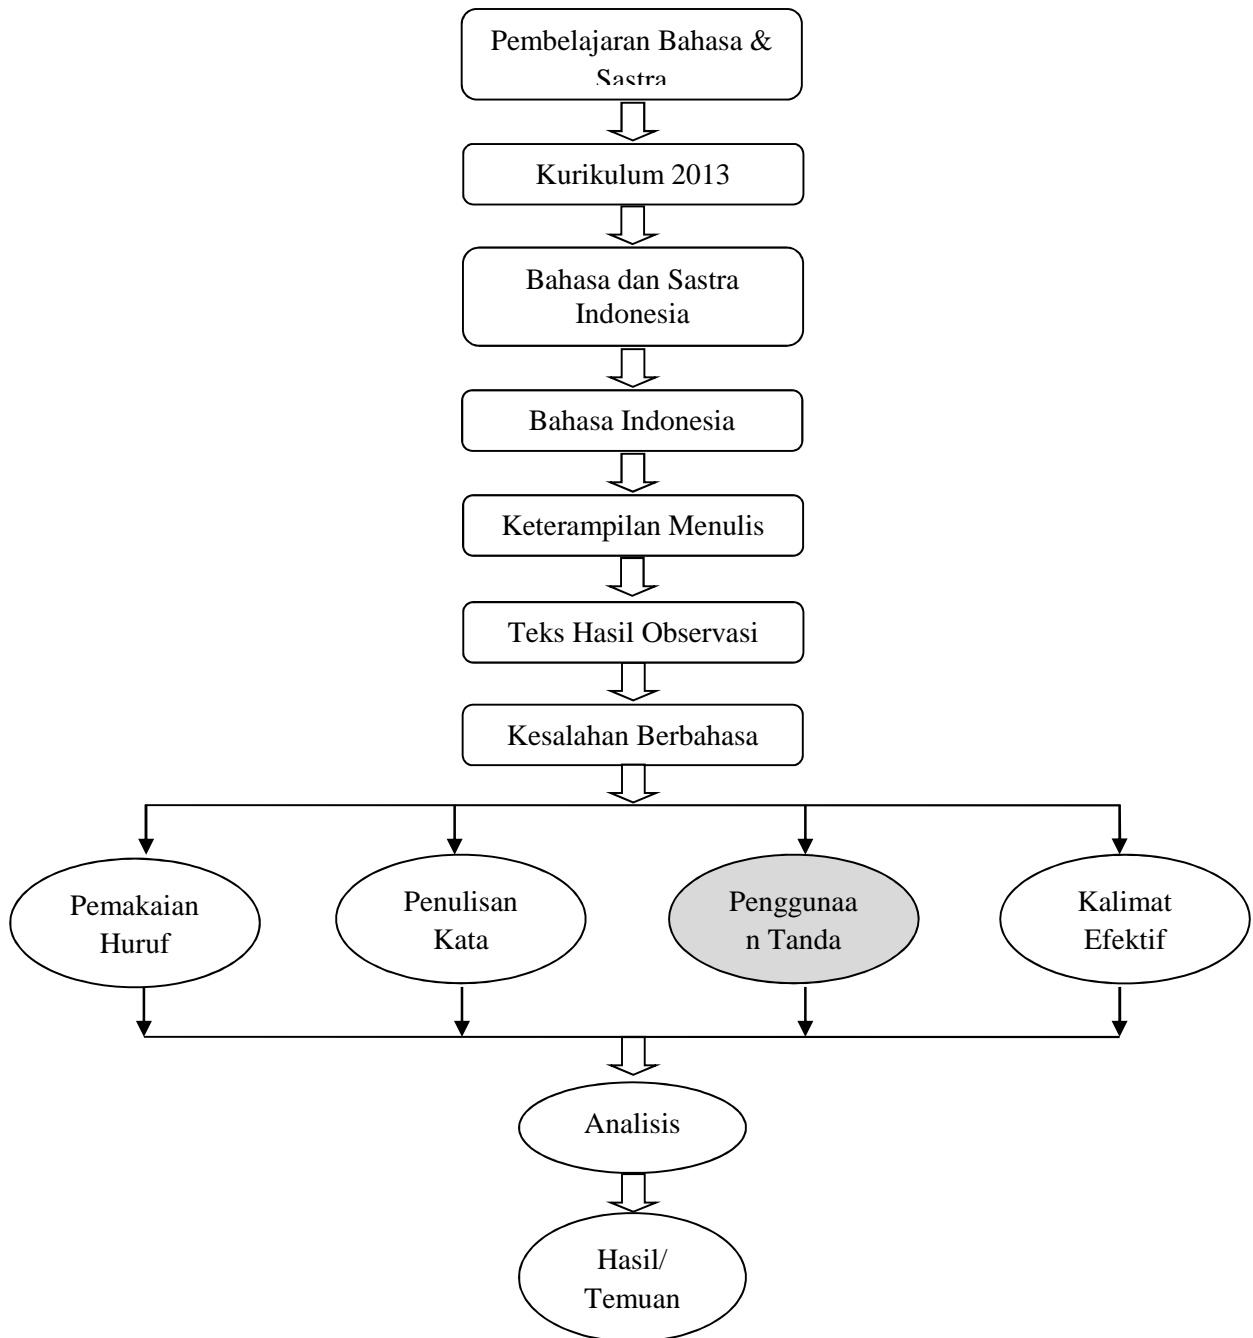 Pembelajaran Bahasa &
Sastra
Kurikulum 2013
Bahasa dan Sastra
Indonesia
Bahasa Indonesia
Keterampilan Menulis
Teks Hasil Observasi
Kesalahan Berbahasa
Pemakaian
Huruf
Penulisan
Kata
Penggunaa
n Tanda
Kalimat
Efektif
Analisis
Hasil/
Temuan